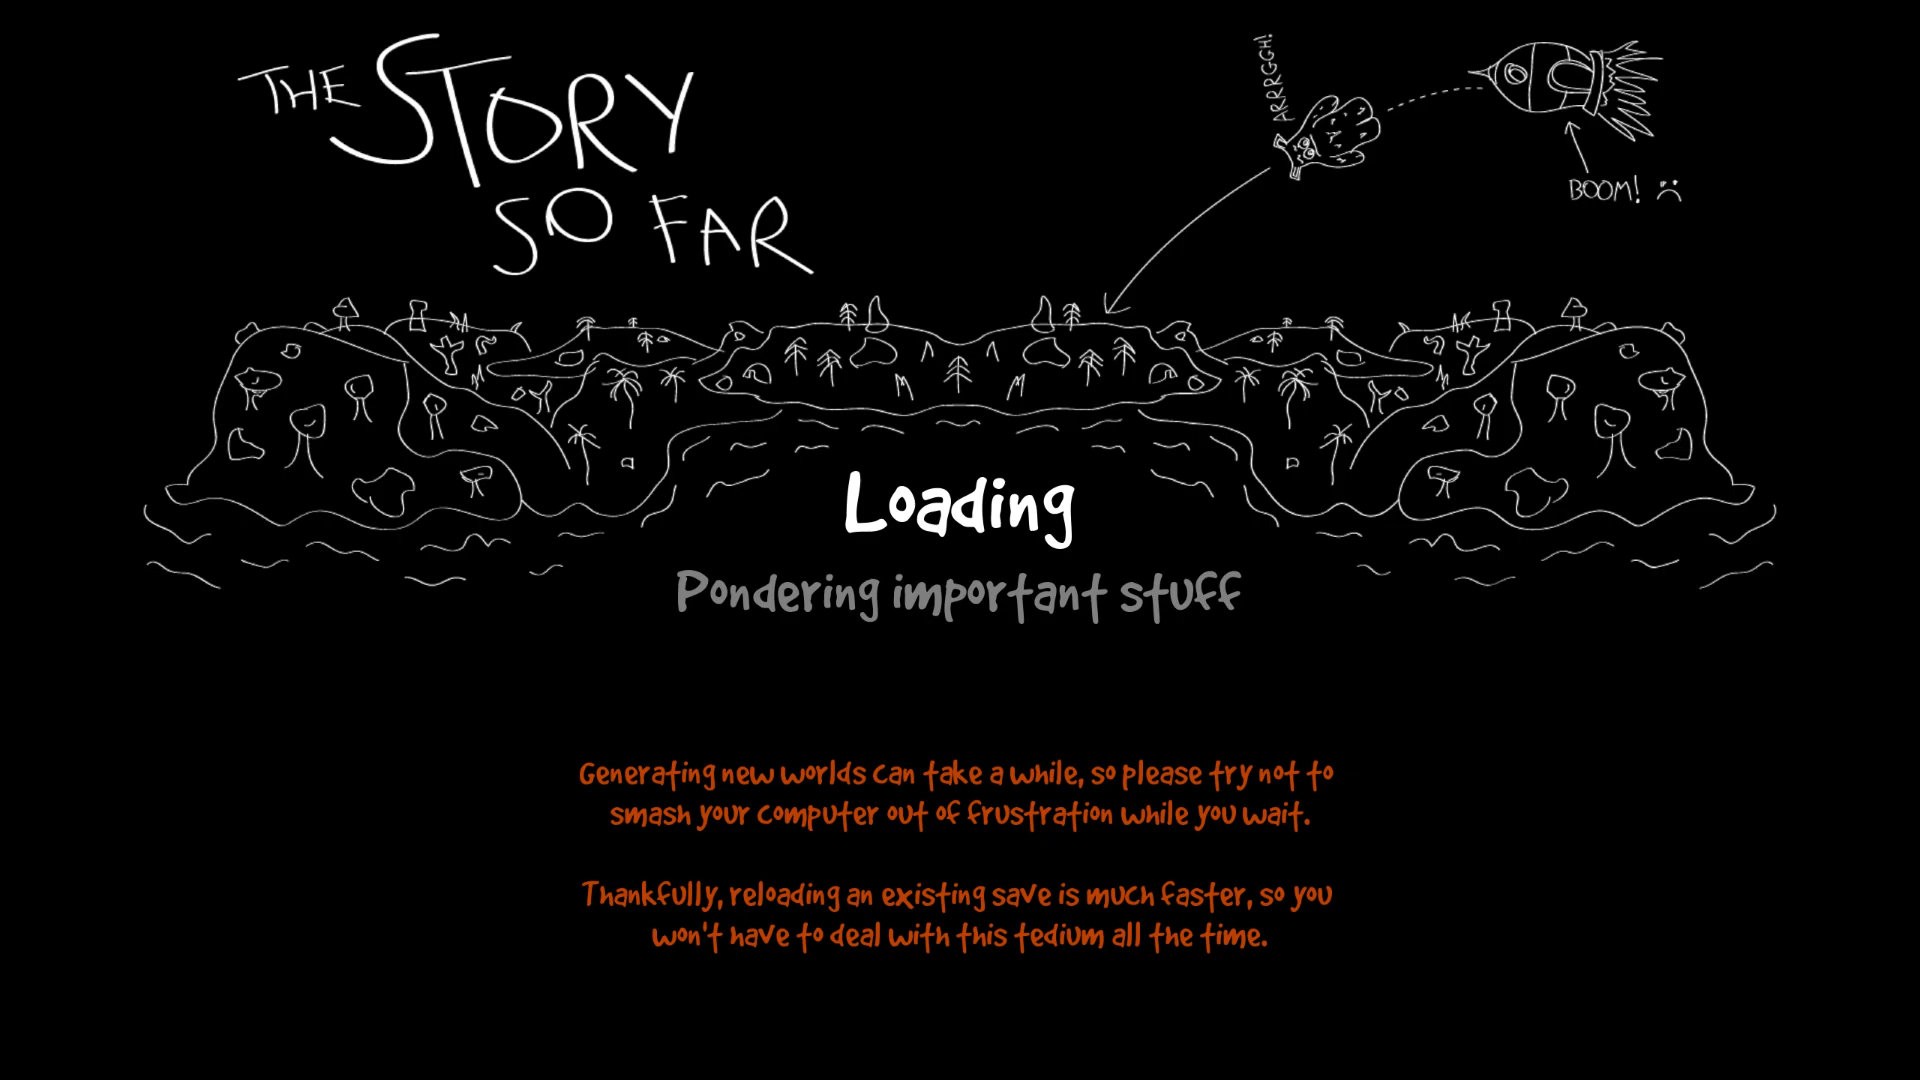 THE STORY
SO FAR
ARRRGGH!
BOOM!
Loading
Pondering important stuff
Generating new worlds can take a while, so please try not to
smash your computer out of frustration while you wait.
Thankfully, reloading an existing save is much faster, so you
won't have to deal with this tedium all the time.